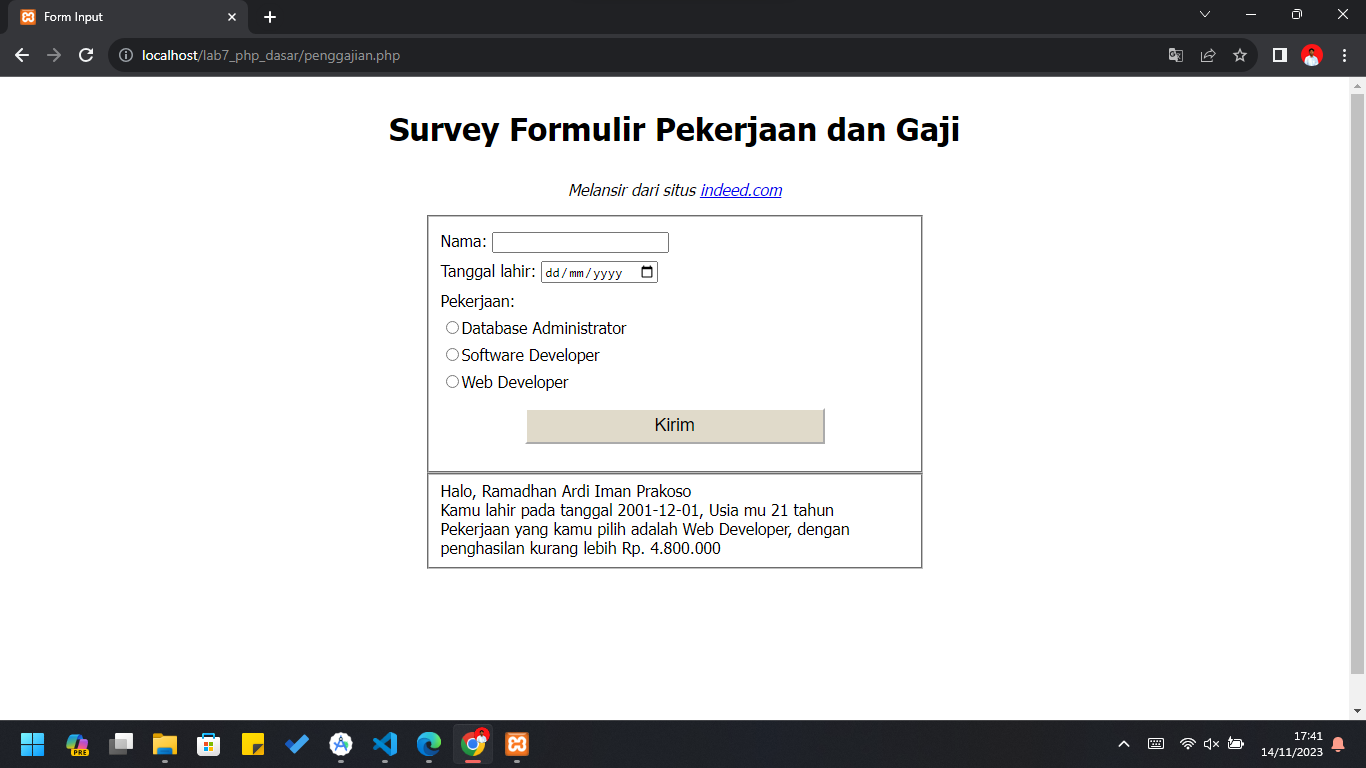 Form Input
localhost/lab7_php_dasar/penggajian.php
Survey Formulir Pekerjaan dan Gaji
Melansir dari situs indeed.com
Nama:
Tanggal lahir: dd/mm/yyyy
Pekerjaan:
Database Administrator
Software Developer
Web Developer
Kirim
Halo, Ramadhan Ardi Iman Prakoso
Kamu lahir pada tanggal 2001-12-01, Usia mu 21 tahun
Pekerjaan yang kamu pilih adalah Web Developer, dengan
penghasilan kurang lebih Rp. 4.800.000
PRE
17:41
14/11/2023